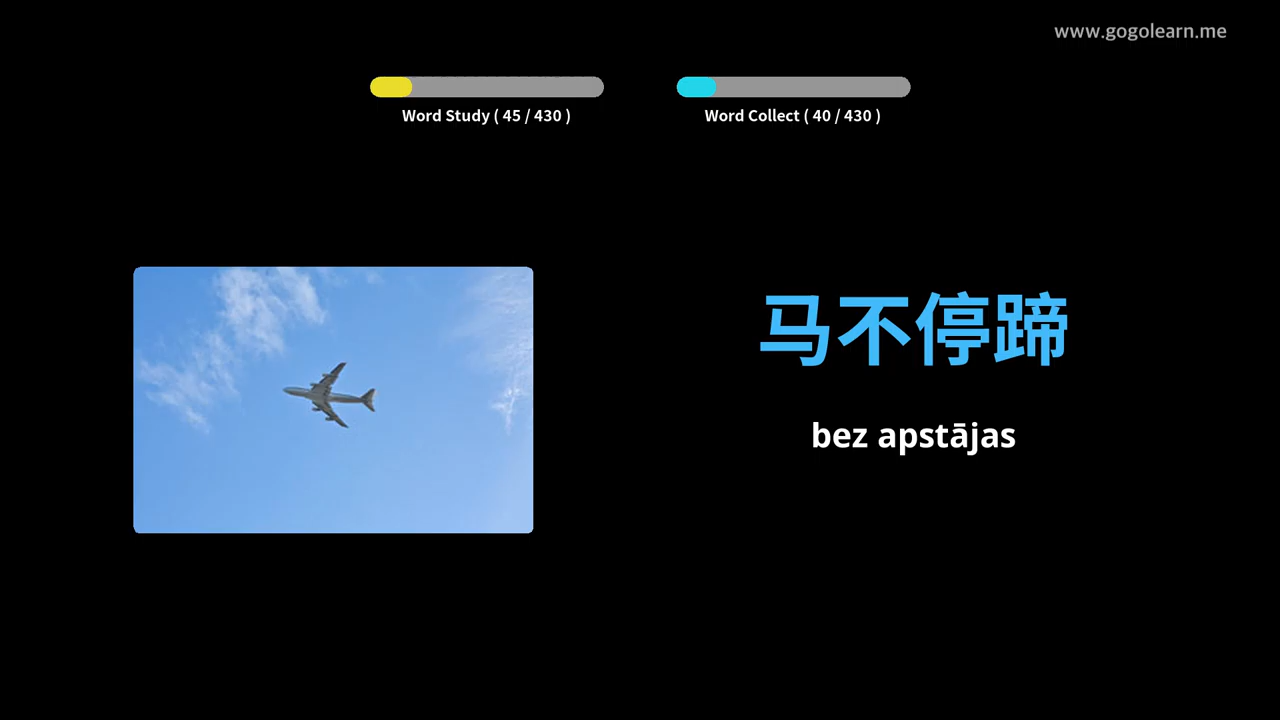 www.gogolearn.me
Word Study ( 45 / 430 )
Word Collect ( 40 / 430 )
马不停蹄
bez apstājas